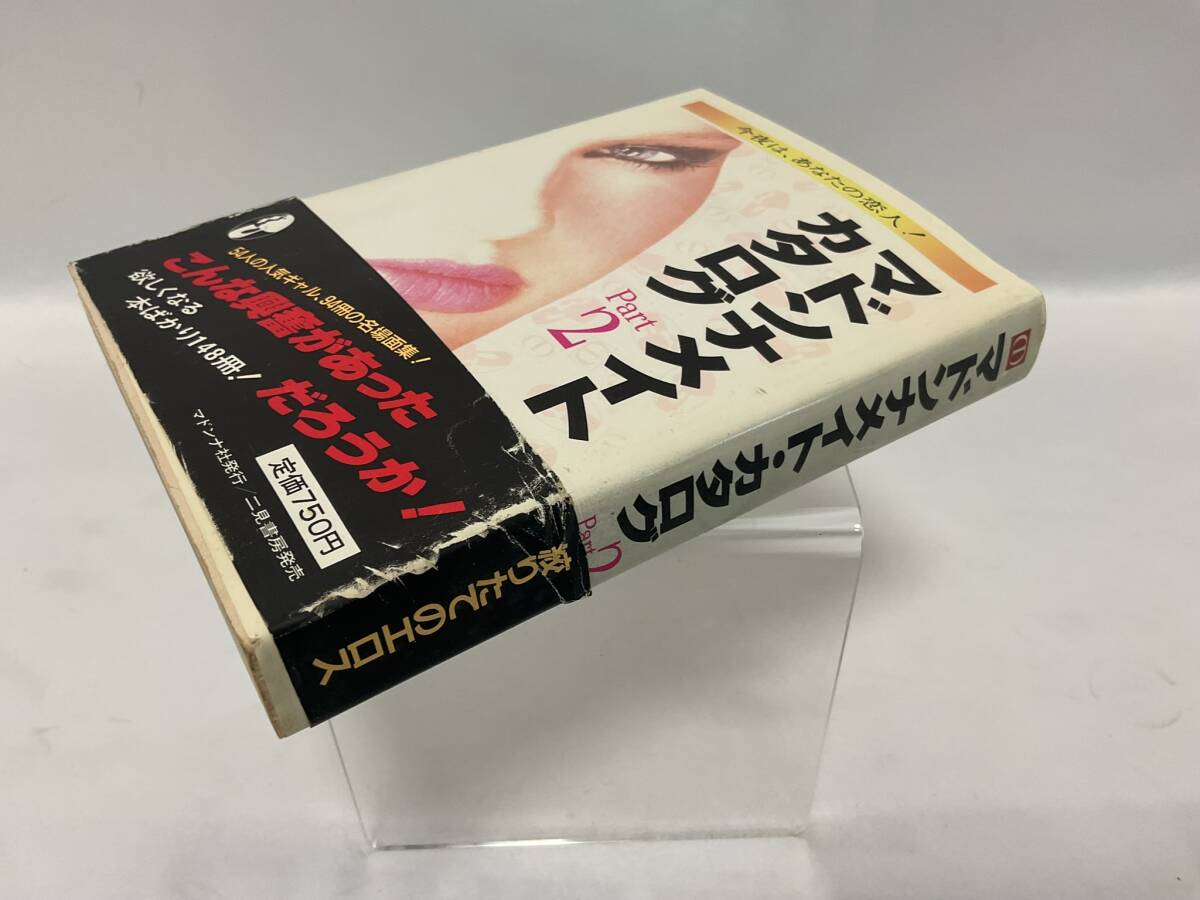 今夜は、あなたの恋人!
マドンナメイト
カタログ
Part
2
54人の人気ギャル、94冊の名場面集!
こんな興奮があった
だろうか!
欲しくなる
本ばかり148冊!
定価750円
マドンナ社発行/二見書房発売
マドンナメイト・カタログ
Part 2
撮りたてのエロス